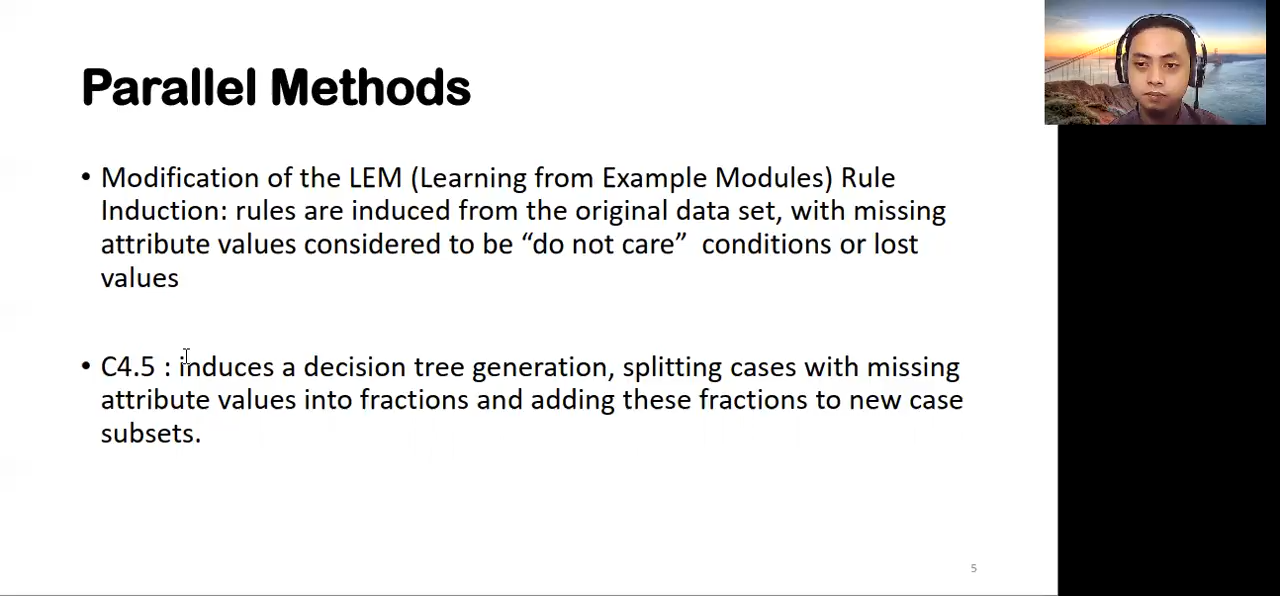 Parallel Methods
• Modification of the LEM (Learning from Example Modules) Rule
Induction: rules are induced from the original data set, with missing
attribute values considered to be “do not care”  conditions or lost
values
• C4.5 : induces a decision tree generation, splitting cases with missing
attribute values into fractions and adding these fractions to new case
subsets.
5